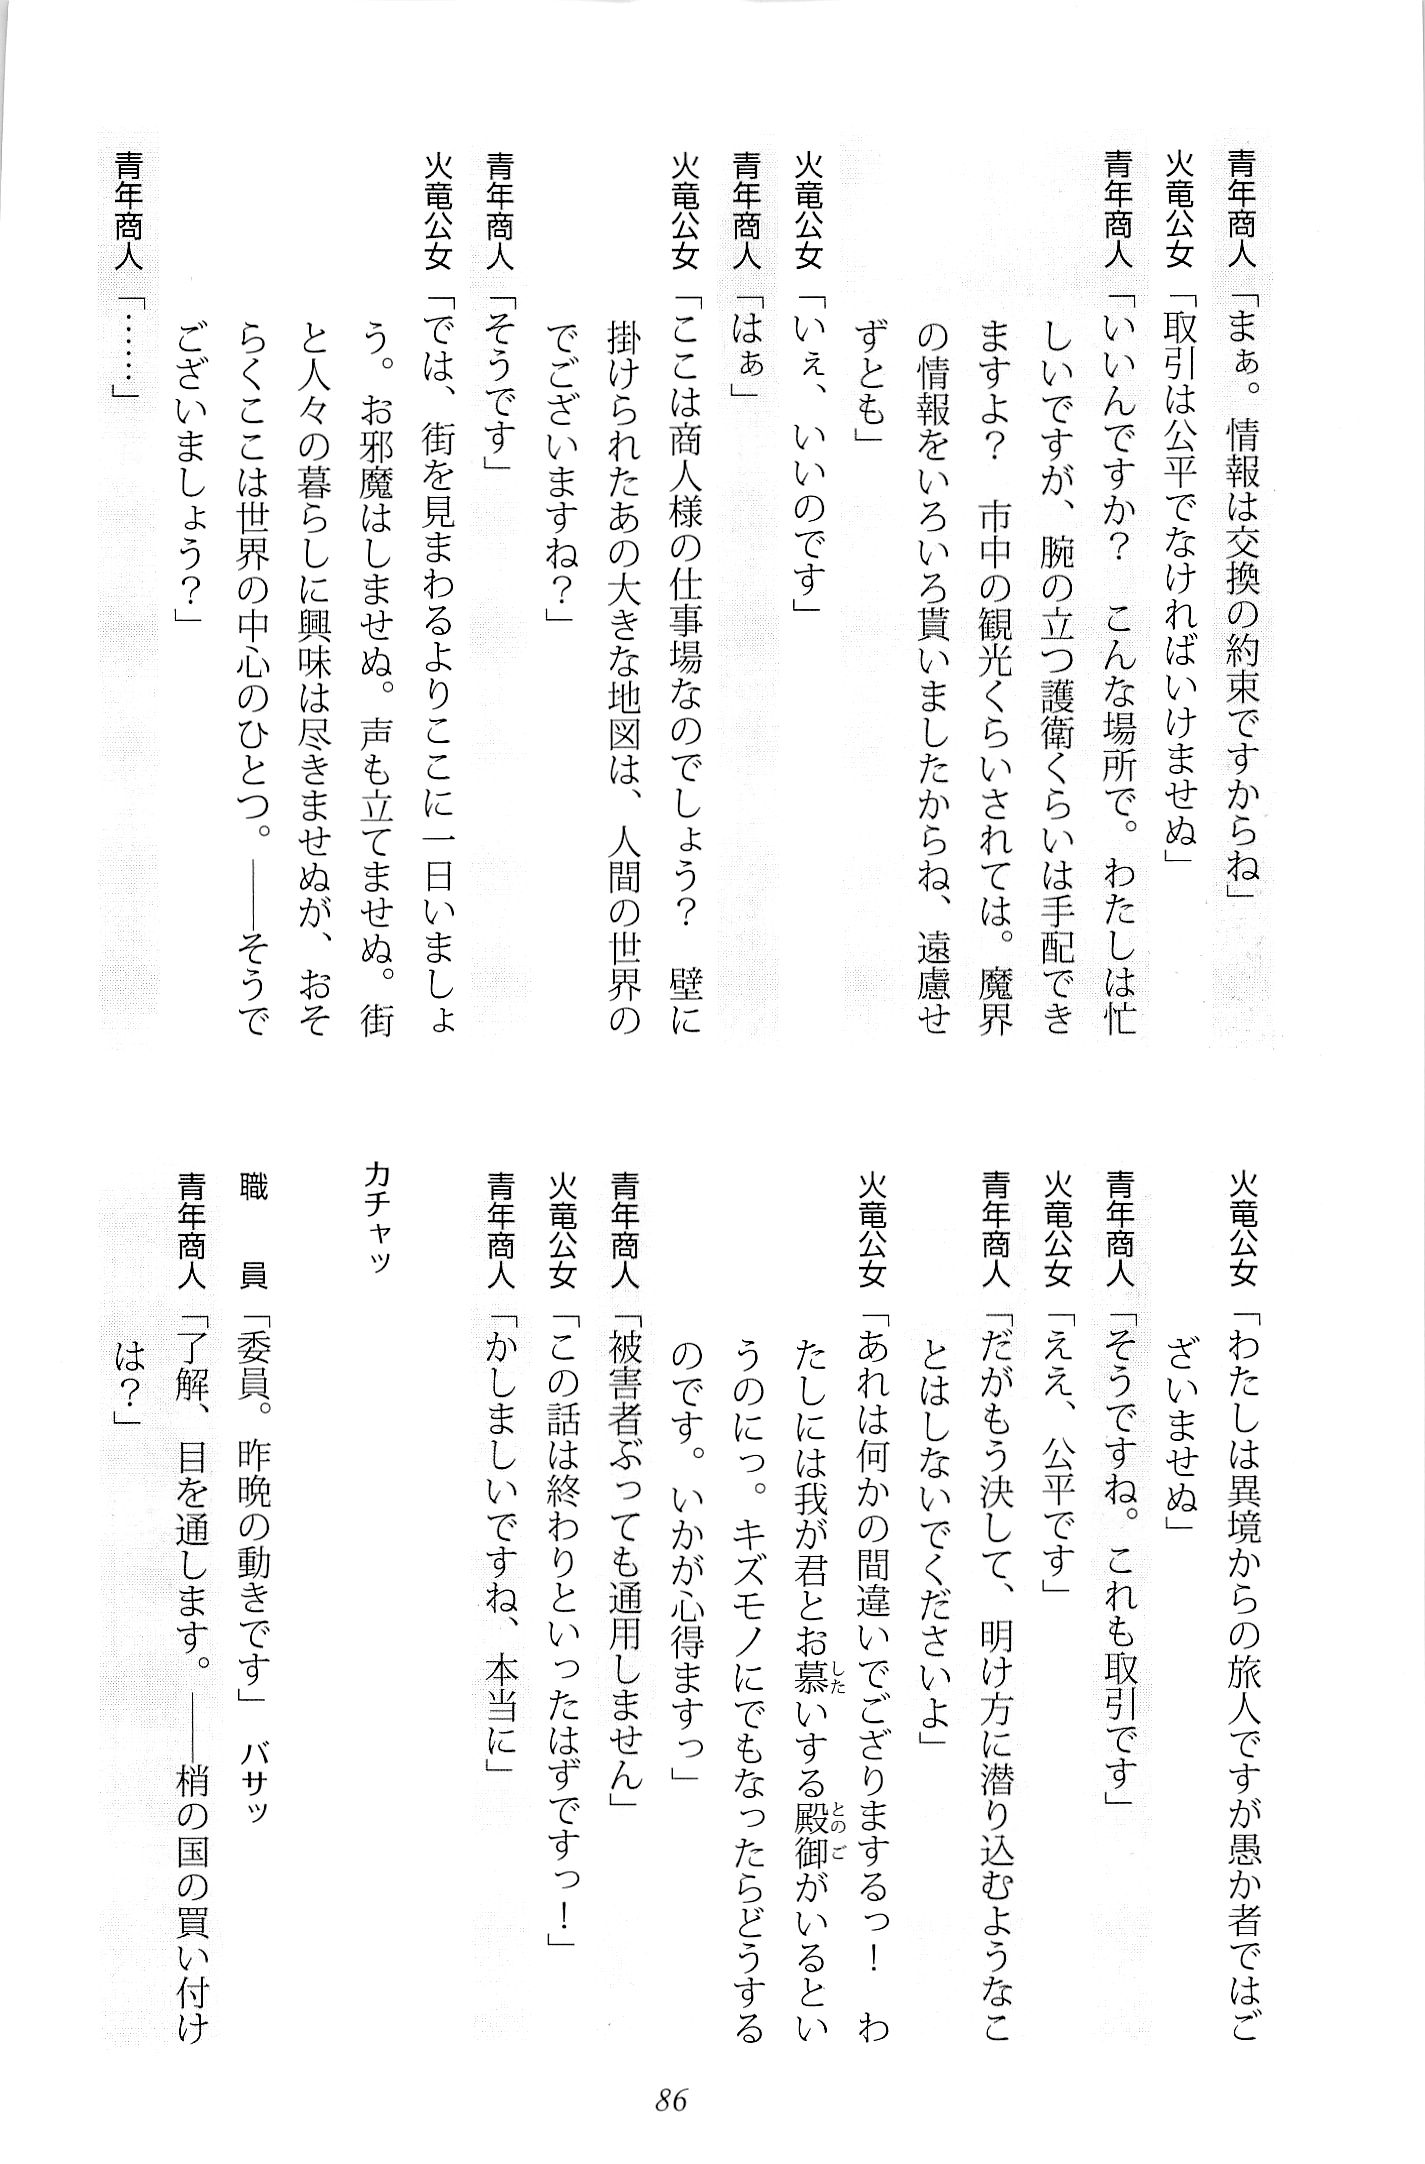 青年商人「まぁ。情報は交換の約束ですからね」
火竜公女「取引は公平でなければいけませぬ」
青年商人「いいんですか？　こんな場所で。わたしは忙
しいですが、腕の立つ護衛くらいは手配でき
ますよ？　市中の観光くらいされては。魔界
の情報をいろいろ貰いましたからね、遠慮せ
ずとも」
火竜公女「いぇ、いいのです」
青年商人「はぁ」
火竜公女「ここは商人様の仕事場なのでしょう？　壁に
掛けられたあの大きな地図は、人間の世界の
でございますね？」
青年商人「そうです」
火竜公女「では、街を見まわるよりここに一日いましょ
う。お邪魔はしませぬ。声も立てませぬ。街
と人々の暮らしに興味は尽きませぬが、おそ
らくここは世界の中心のひとつ。――そうで
ございましょう？」
青年商人「……」
火竜公女「わたしは異境からの旅人ですが愚か者ではご
ざいませぬ」
青年商人「そうですね。これも取引です」
火竜公女「ええ、公平です」
青年商人「だがもう決して、明け方に潜り込むようなこ
とはしないでくださいよ」
火竜公女「あれは何かの間違いでござりまするっ！　わ
たしには我が君とお慕いする殿御がいるとい
うのにっ。キズモノにでもなったらどうする
のです。いかが心得ますっ」
青年商人「被害者ぶっても通用しません」
火竜公女「この話は終わりといったはずですっ！」
青年商人「かしましいですね、本当に」
カチャッ
職　員「委員。昨晩の動きです」バサッ
青年商人「了解、目を通します。――梢の国の買い付け
は？」
86